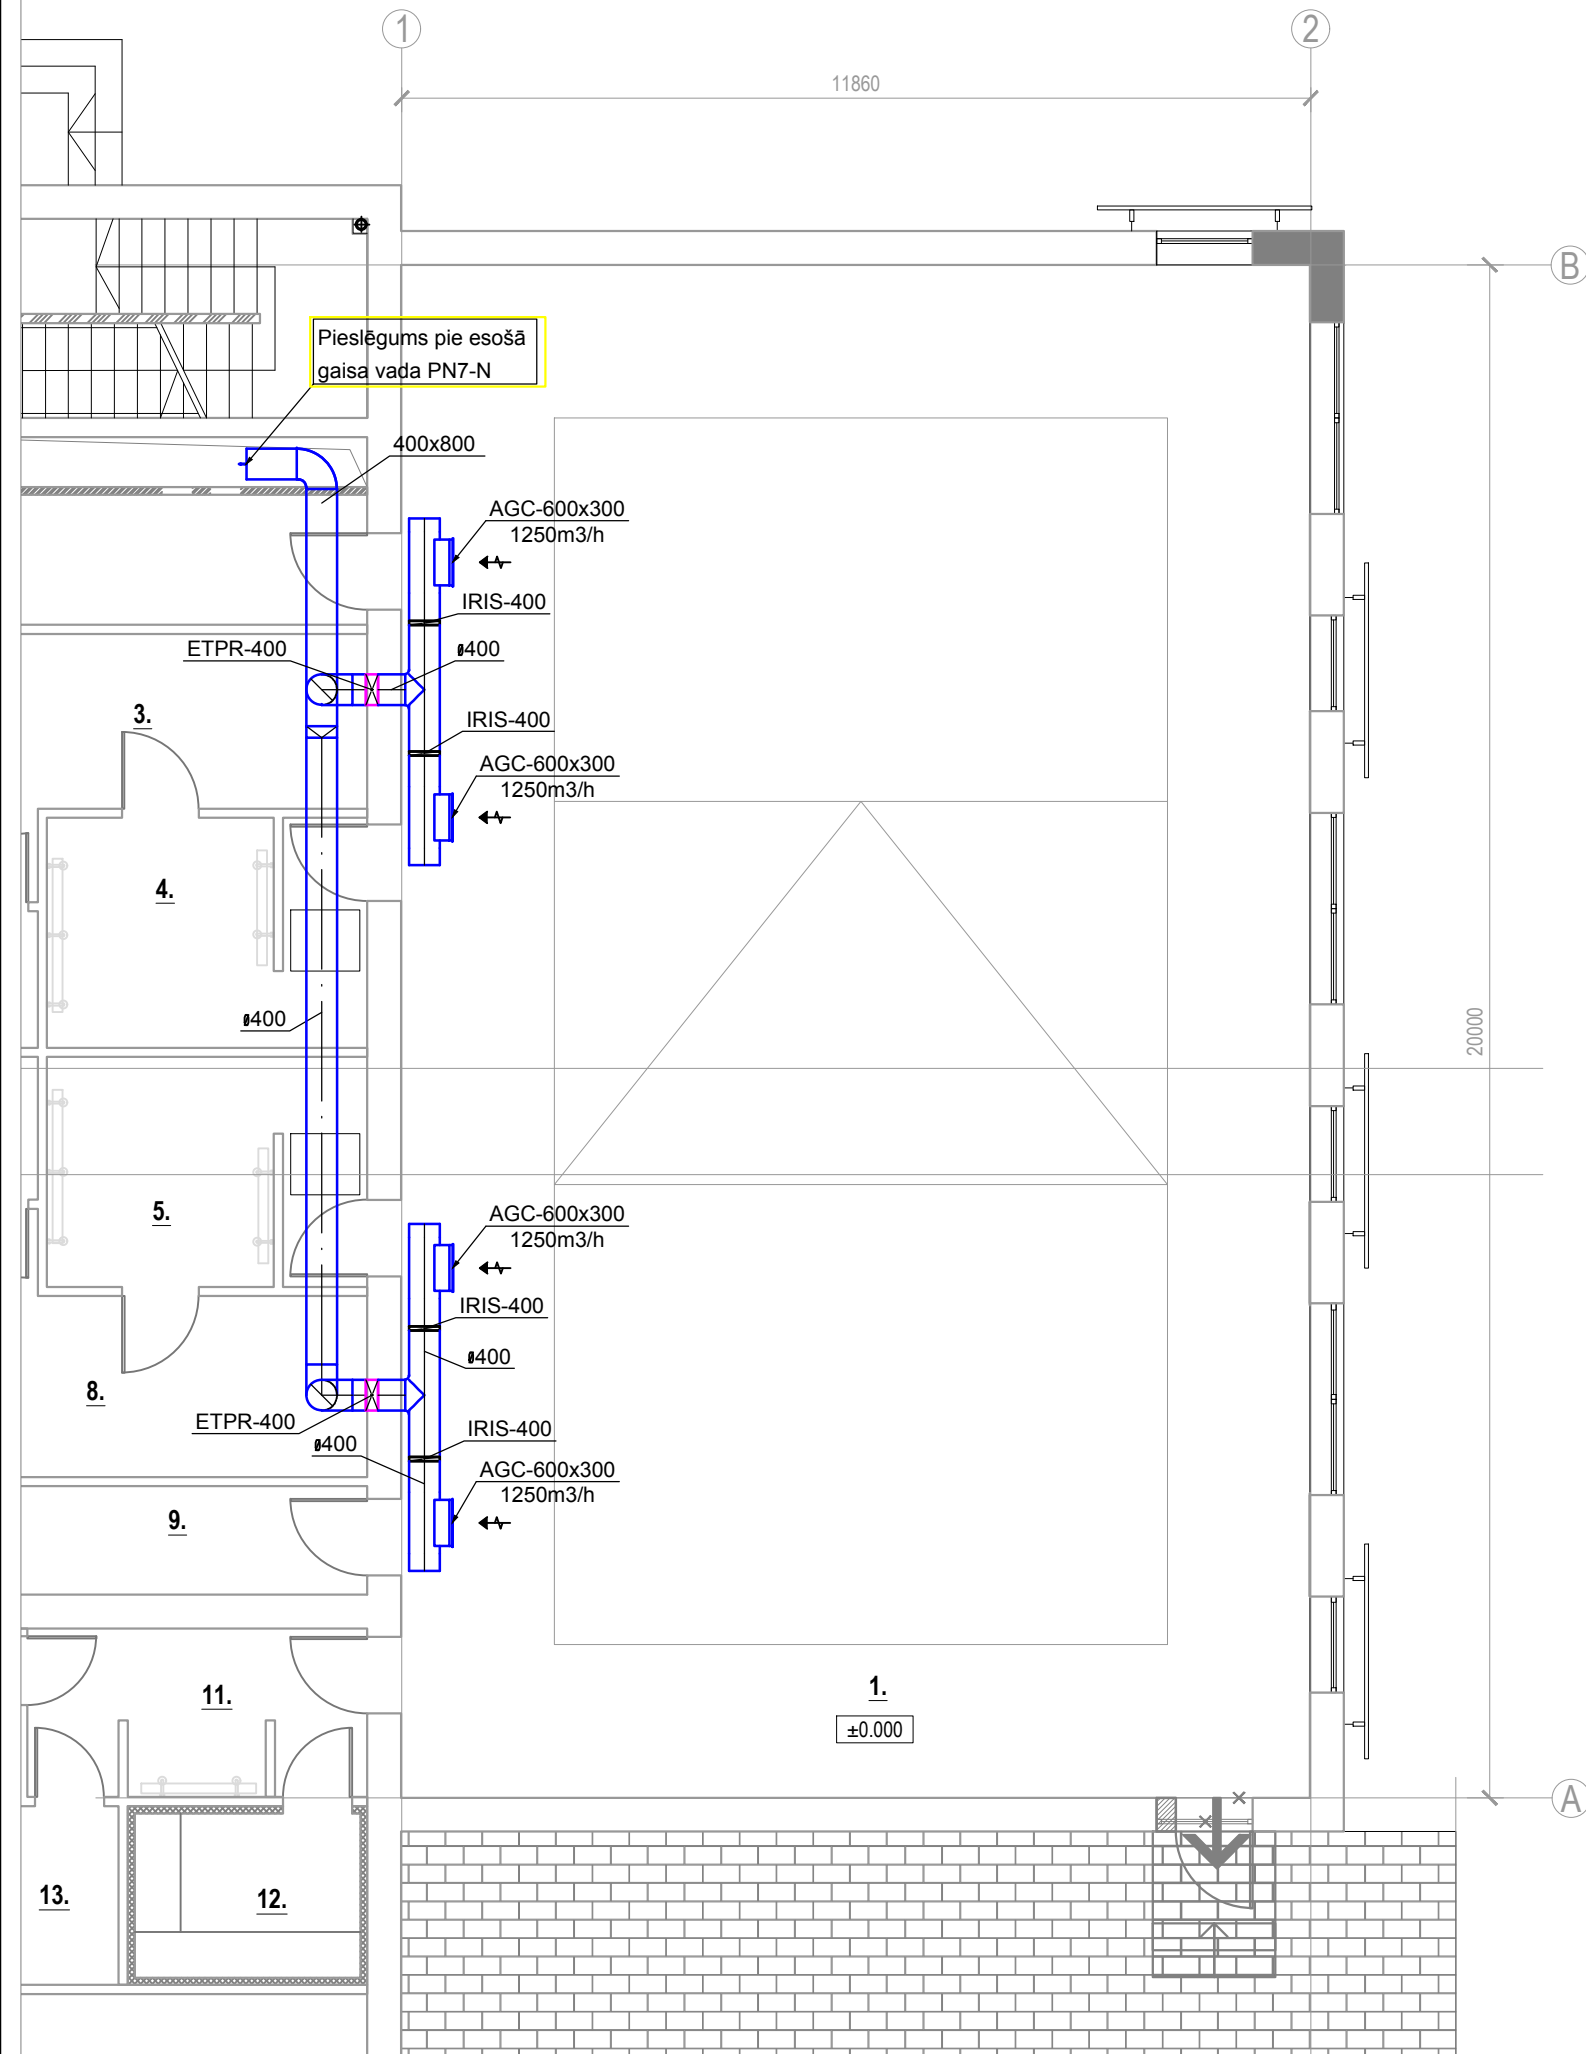 1
2
11860
B
Pieslēgums pie esošā
gaisa vada PN7-N
400x800
AGC-600x300
1250m3/h
IRIS-400
ETPR-400
ø400
3.
IRIS-400
AGC-600x300
1250m3/h
4.
ø400
20000
5.
AGC-600x300
1250m3/h
IRIS-400
ø400
8.
ETPR-400
ø400
IRIS-400
AGC-600x300
1250m3/h
9.
11.
1.
±0.000
A
13.
12.